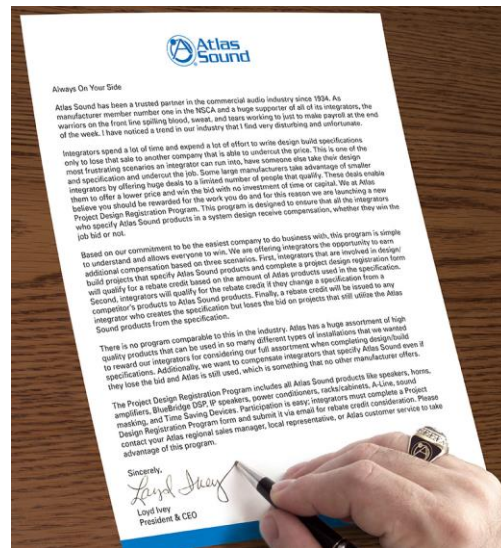 Atlas
Sound
Always On Your Side
Atlas Sound has been a trusted partner in the commercial audio industry since 1934. As
manufacturer member number one in the NSCA and a huge supporter of all of its integrators, the
warriors on the front line spilling blood, sweat, and tears working to just to make payroll at the end
of the week. I have noticed a trend in our industry that I find very disturbing and unfortunate.
Integrators spend a lot of time and expend a lot of effort to write design build specifications
only to lose that sale to another company that is able to undercut the price. This is one of the
most frustrating scenarios an integrator can run into, have someone else take their design
and specification and undercut the job. Some large manufacturers take advantage of smaller
integrators by offering huge deals to a limited number of people that qualify. These deals enable
them to offer a lower price and win the bid with no investment of time or capital. We at Atlas
believe you should be rewarded for the work you do and for this reason we are launching a new
Project Design Registration Program. This program is designed to ensure that all the integrators
who specify Atlas Sound products in a system design receive compensation, whether they win the
job bid or not.
Based on our commitment to be the easiest company to do business with, this program is simple
to understand and allows everyone to win. We are offering integrators the opportunity to earn
additional compensation based on three scenarios. First, integrators that are involved in design/
build projects that specify Atlas Sound products and complete a project design registration form
will qualify for a rebate credit based on the amount of Atlas products used in the specification.
Second, integrators will qualify for the rebate credit if they change a specification from a
competitor's products to Atlas Sound products. Finally, a rebate credit will be issued to any
integrator who creates the specification but loses the bid on projects that still utilize the Atlas
Sound products from the specification.
There is no program comparable to this in the industry. Atlas has a huge assortment of high
quality products that can be used in so many different types of installations that we wanted
to reward our integrators for considering our full assortment when completing design/build
specifications. Additionally, we want to compensate integrators that specify Atlas Sound even if
they lose the bid and Atlas is still used, which is something that no other manufacturer offers.
The Project Design Registration Program includes all Atlas Sound products like speakers, horns,
amplifiers, BlueBridge DSP, IP speakers, power conditioners, racks/cabinets, A-Line, sound
masking, and Time Saving Devices. Participation is easy; integrators must complete a Project
Design Registration Program form and submit it via email for rebate credit consideration. Please
contact your Atlas regional sales manager, local representative, or Atlas customer service to take
advantage of this program.
Sincerely,
Loyd Ivey
Loyd Ivey
President & CEO